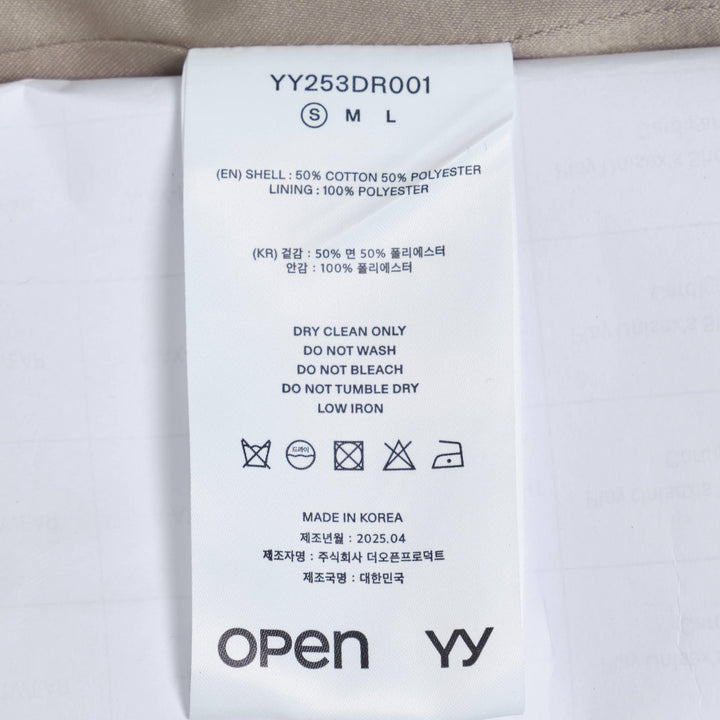 YY253DR001
S M L
(EN) SHELL : 50% COTTON 50% POLYESTER
LINING : 100% POLYESTER
(KR) 겉감 : 50% 면 50% 폴리에스터
안감 : 100% 폴리에스터
DRY CLEAN ONLY
DO NOT WASH
DO NOT BLEACH
DO NOT TUMBLE DRY
LOW IRON
드라이
MADE IN KOREA
제조년월 : 2025.04
제조자명 : 주식회사 더오픈프로덕트
제조국명 : 대한민국
OPEN YY